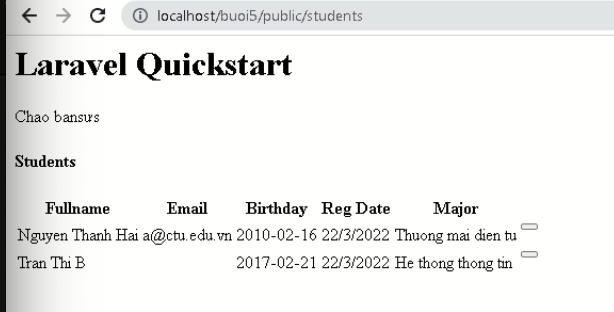 localhost/buoi5/public/students
Laravel Quickstart
Chao bansurs
Students
Fullname Email Birthday Reg Date Major
Nguyen Thanh Hai a@ctu.edu.vn 2010-02-16 22/3/2022 Thuong mai dien tu
Tran Thi B 2017-02-21 22/3/2022 He thong thong tin